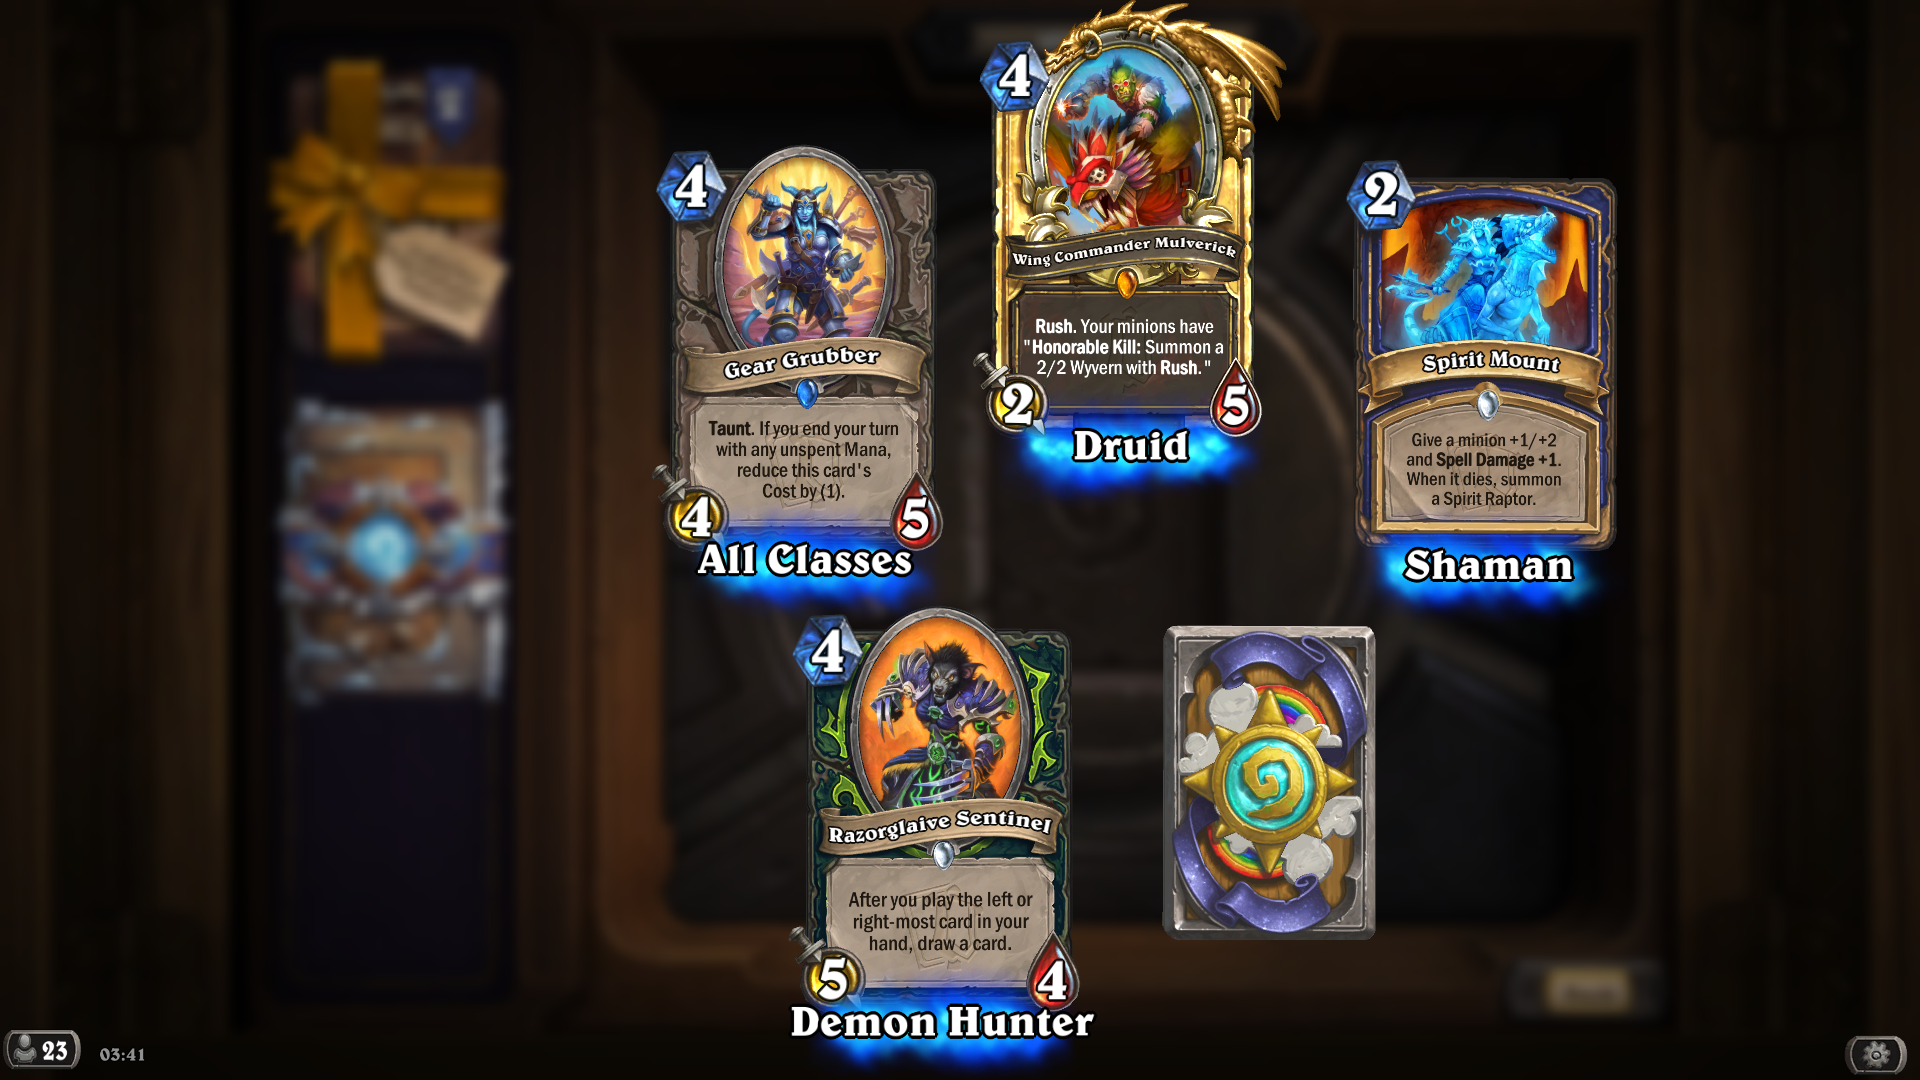 4
Wing Commander Mulverick
Rush. Your minions have
"Honorable Kill: Summon a
2/2 Wyvern with Rush."
2
5
Druid
4
Gear Grubber
Taunt. If you end your turn
with any unspent Mana,
reduce this card's
Cost by (1).
4
5
All Classes
2
Spirit Mount
Give a minion +1/+2
and Spell Damage +1.
When it dies, summon
a Spirit Raptor.
Shaman
4
Razorglaive Sentinel
After you play the left or
right-most card in your
hand, draw a card.
5
4
Demon Hunter
23
03:41